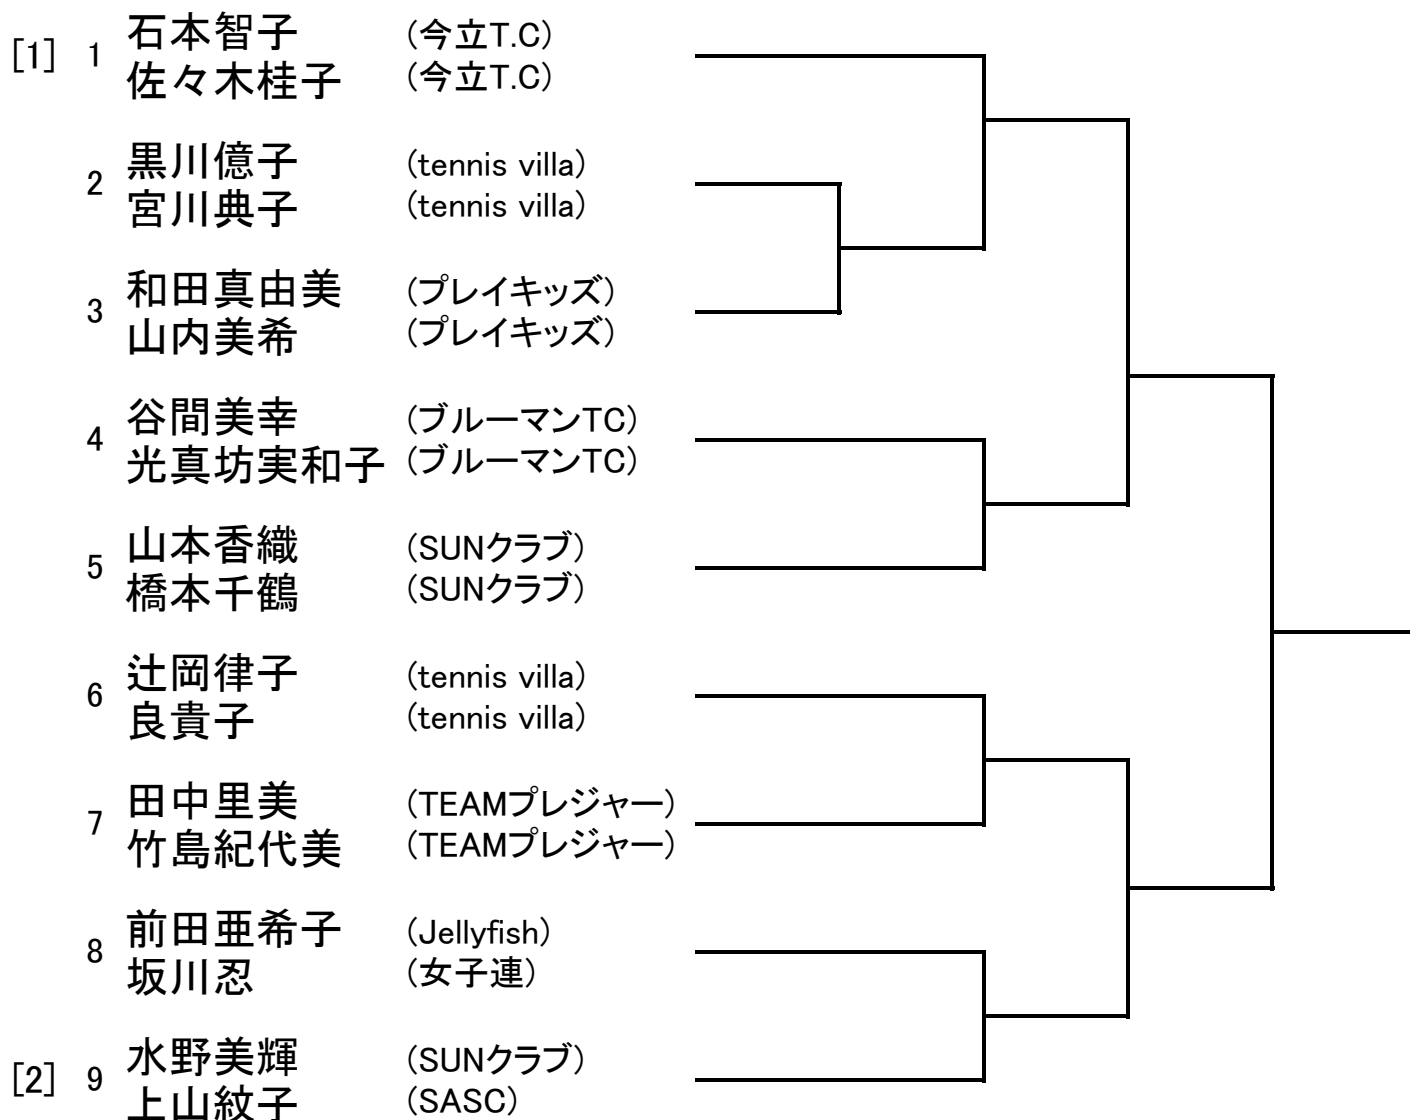 [1] 1 石本智子 (今立T.C)
佐々木桂子 (今立T.C)
2 黒川億子 (tennis villa)
宮川典子 (tennis villa)
3 和田真由美 (プレイキッズ)
山内美希 (プレイキッズ)
4 谷間美幸 (ブルーマンTC)
光真坊実和子 (ブルーマンTC)
5 山本香織 (SUNクラブ)
橋本千鶴 (SUNクラブ)
6 辻岡律子 (tennis villa)
良貴子 (tennis villa)
7 田中里美 (TEAMプレジャー)
竹島紀代美 (TEAMプレジャー)
8 前田亜希子 (Jellyfish)
坂川忍 (女子連)
[2] 9 水野美輝 (SUNクラブ)
上山紋子 (SASC)